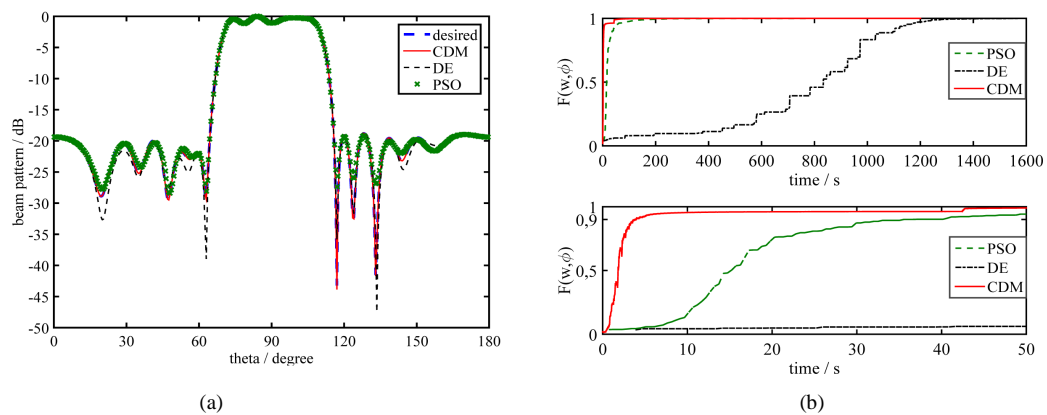 0
-5
-10
-15
-20
-25
-30
-35
-40
-45
-50
beam pattern / dB
0 30 60 90 120 150 180
theta / degree
desired
CDM
DE
PSO
(a)
1
0.5
0
F(w,ϕ)
0 200 400 600 800 1000 1200 1400 1600
time / s
PSO
DE
CDM
0,9
0,5
0
F(w,ϕ)
0 10 20 30 40 50
time / s
PSO
DE
CDM
(b)